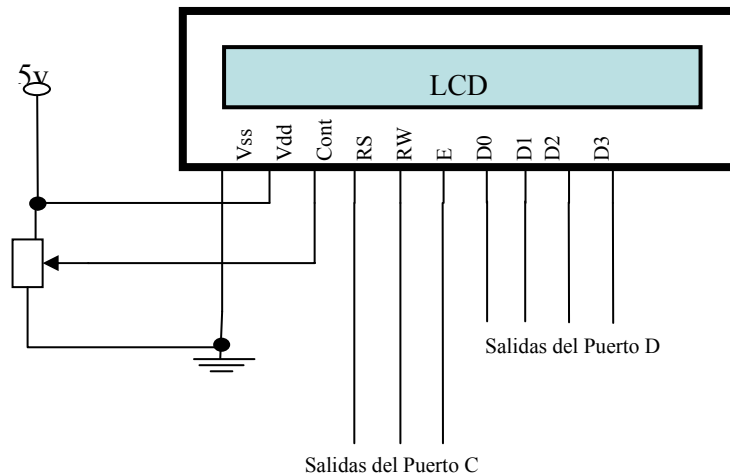 5v
LCD
Vss
Vdd
Cont
RS
RW
E
D0
D1
D2
D3
Salidas del Puerto D
Salidas del Puerto C